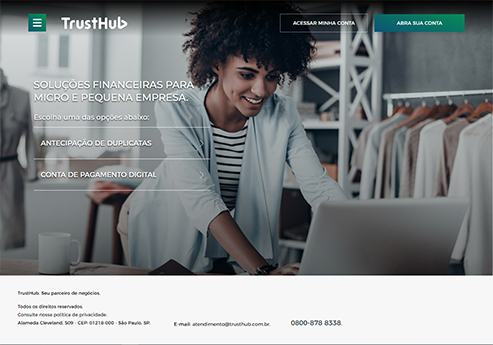 TrustHub
ACESSAR MINHA CONTA
ABRA SUA CONTA
SOLUÇÕES FINANCEIRAS PARA
MICRO E PEQUENA EMPRESA.
Escolha uma das opções abaixo:
ANTECIPAÇÃO DE DUPLICATAS
CONTA DE PAGAMENTO DIGITAL
TrustHub. Seu parceiro de negócios.
Todos os direitos reservados.
Consulte nossa política de privacidade.
Alameda Cleveland, 509 - CEP: 01218-000 - São Paulo, SP.
E-mail: atendimento@trusthub.com.br.
0800-878 8338.